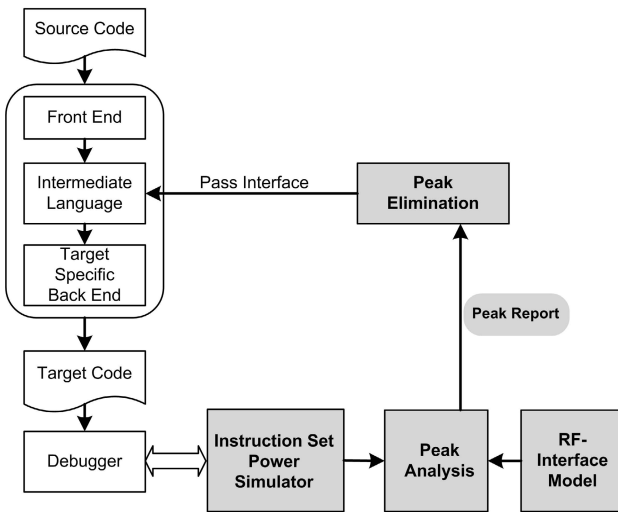 Source Code
Front End
Intermediate
Language
Pass Interface
Peak
Elimination
Target
Specific
Back End
Peak Report
Target Code
Debugger
Instruction Set
Power
Simulator
Peak
Analysis
RF-
Interface
Model